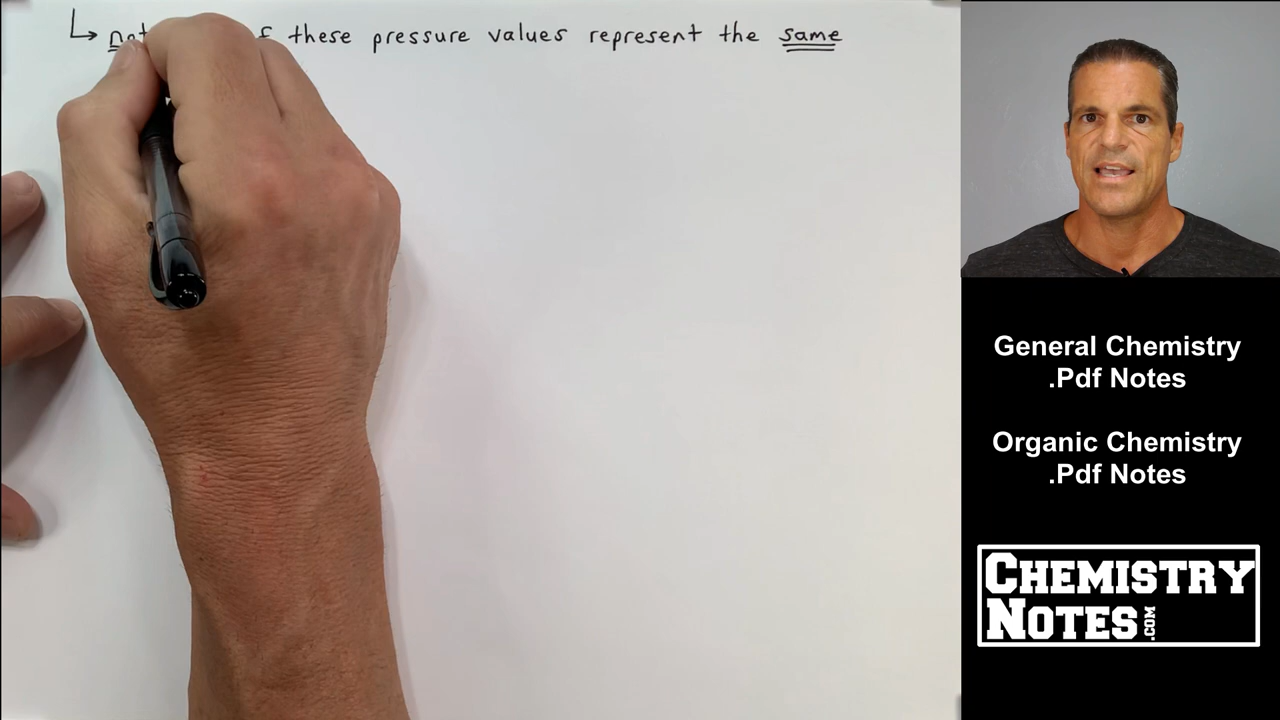 these pressure values represent the same
General Chemistry
.Pdf Notes
Organic Chemistry
.Pdf Notes
CHEMISTRY
NOTES.COM